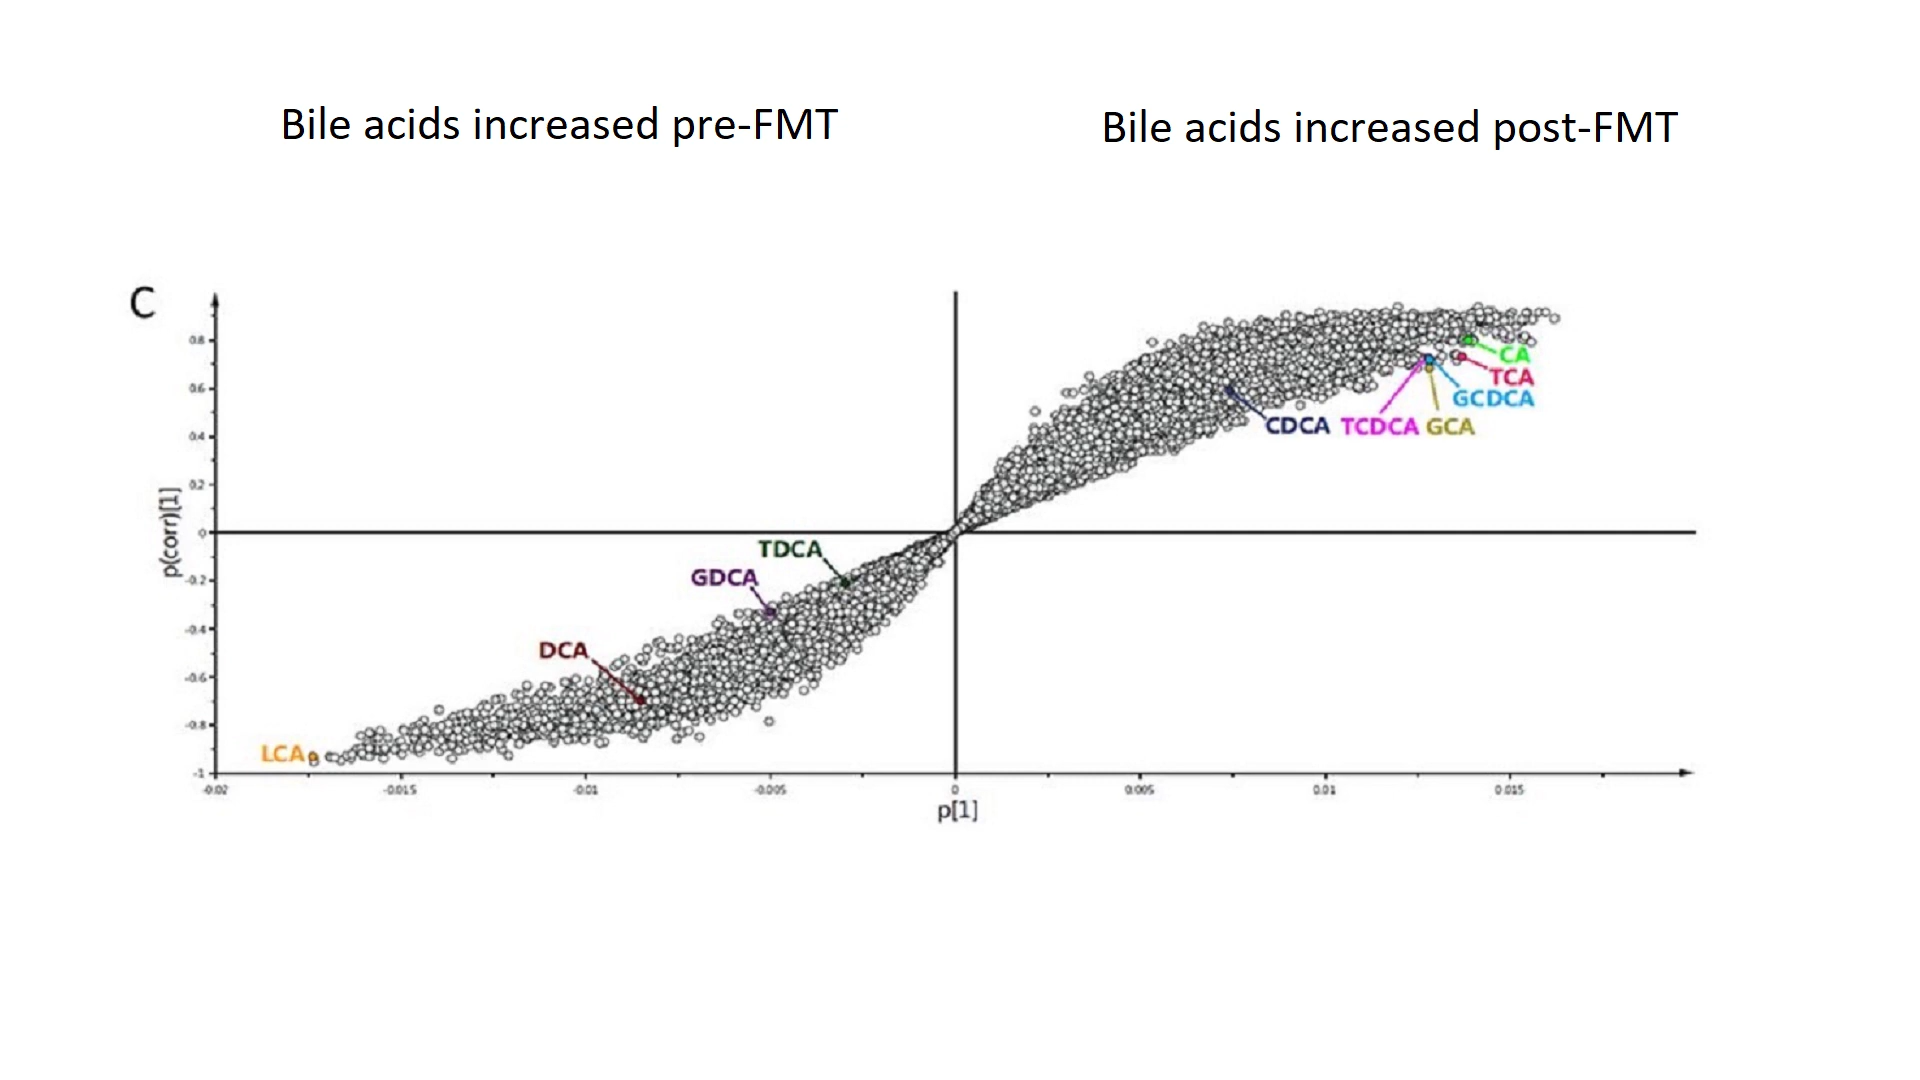 Bile acids increased pre-FMT
Bile acids increased post-FMT
C
0.8
0.6
0.4
0.2
0
-0.2
-0.4
-0.6
-0.8
-1
p(corr)[1]
CA
TCA
GCDCA
CDCA
TCDCA
GCA
TDCA
GDCA
DCA
LCA
-0.02
-0.015
-0.01
-0.005
0
0.005
0.01
0.015
p[1]